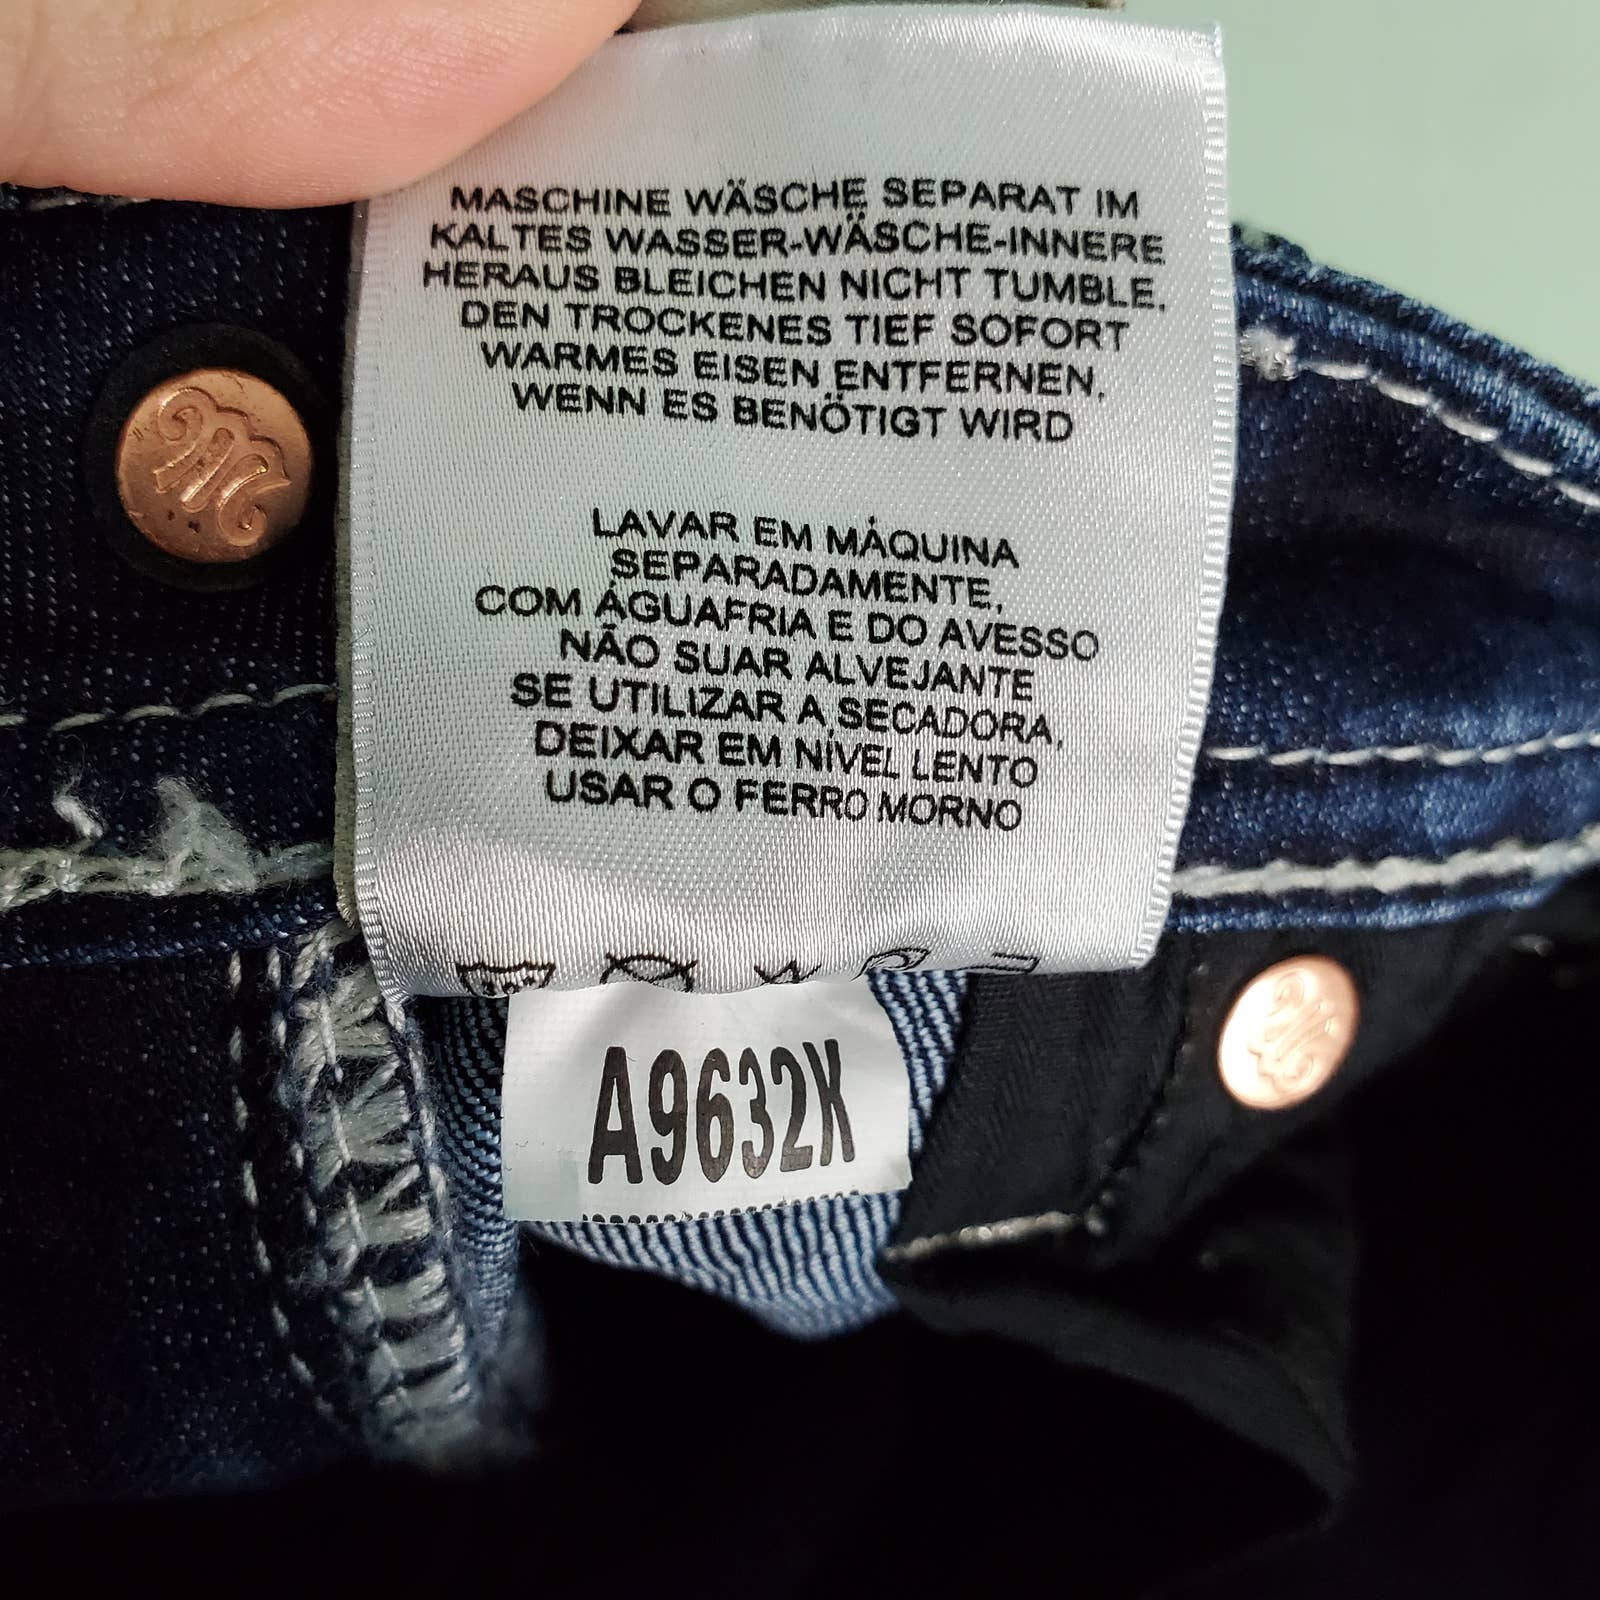 MASCHINE WÄSCHE SEPARAT IM
KALTES WASSER-WÄSCHE-INNERE
HERAUS BLEICHEN NICHT TUMBLE,
DEN TROCKENES TIEF SOFORT
WARMES EISEN ENTFERNEN,
WENN ES BENÖTIGT WIRD
LAVAR EM MÁQUINA
SEPARADAMENTE,
COM ÁGUAFRIA E DO AVESSO
NÃO SUAR ALVEJANTE
SE UTILIZAR A SECADORA,
DEIXAR EM NÍVEL LENTO
USAR O FERRO MORNO
A9632K